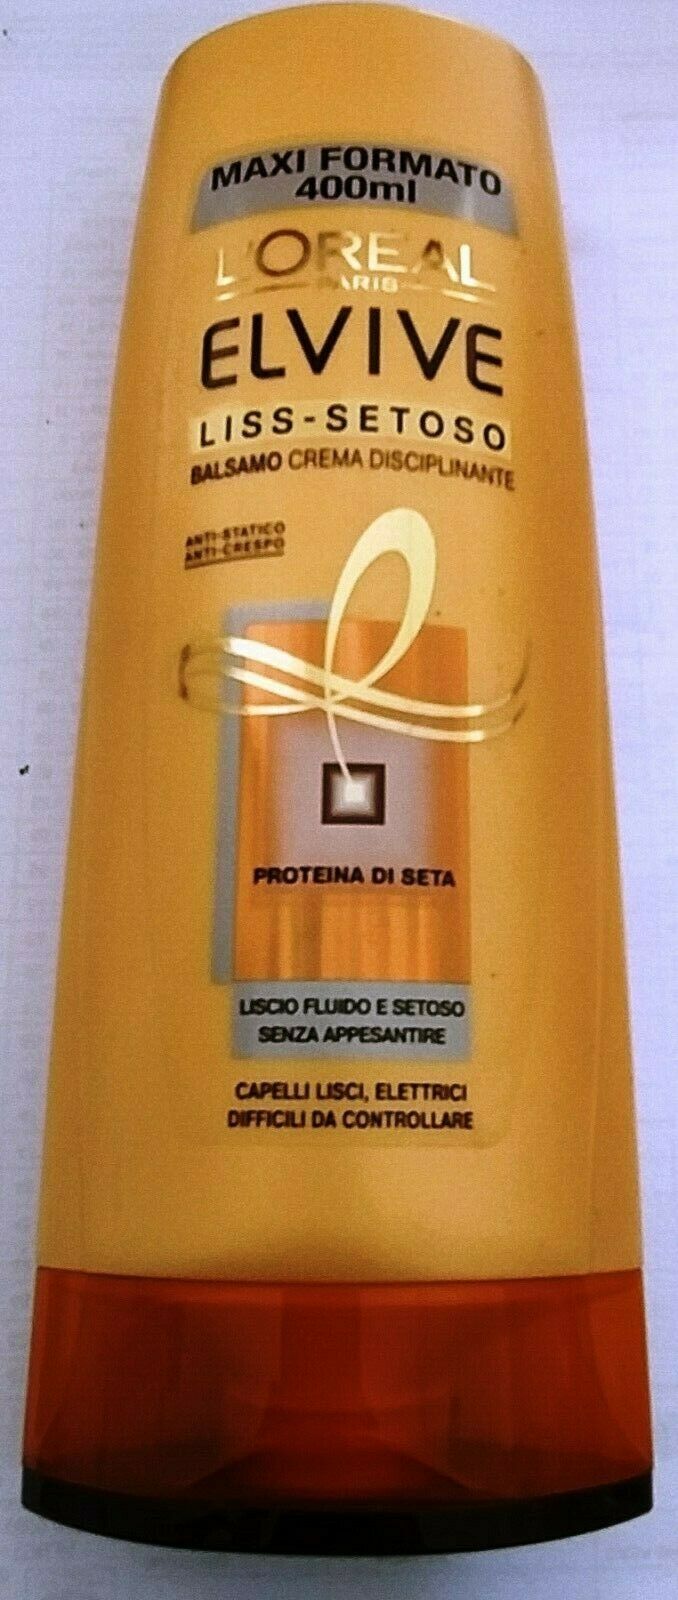 MAXI FORMATO
400ml
L'OREAL
PARIS
ELVIVE
LISS-SETOSO
BALSAMO CREMA DISCIPLINANTE
ANTI-STATICO
ANTI-CRESPO
PROTEINA DI SETA
LISCIO FLUIDO E SETOSO
SENZA APPESANTIRE
CAPELLI LISCI, ELETTRICI
DIFFICILI DA CONTROLLARE